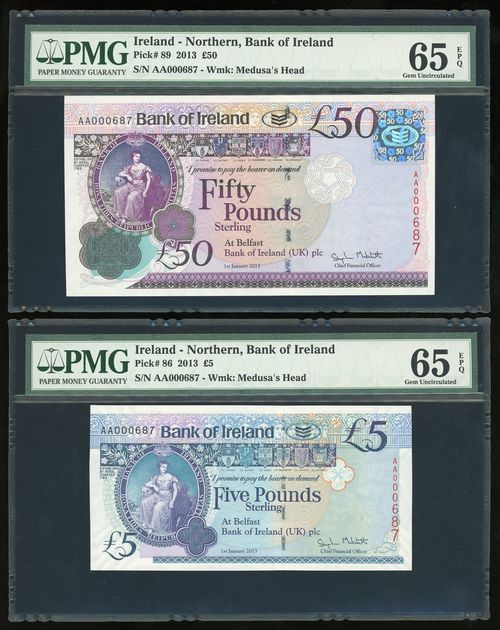 PMG
PAPER MONEY GUARANTY
Ireland - Northern, Bank of Ireland
Pick# 89 2013 £50
S/N AA000687 - Wmk: Medusa's Head
65 EPQ
Gem Uncirculated
AA000687 Bank of Ireland £50
I promise to pay the bearer on demand
Fifty
Pounds
Sterling
At Belfast
Bank of Ireland (UK) plc
1st January 2013
Chief Financial Officer
£50
AA000687
PMG
PAPER MONEY GUARANTY
Ireland - Northern, Bank of Ireland
Pick# 86 2013 £5
S/N AA000687 - Wmk: Medusa's Head
65 EPQ
Gem Uncirculated
AA000687 Bank of Ireland £5
I promise to pay the bearer on demand
Five Pounds
Sterling
At Belfast
Bank of Ireland (UK) plc
1st January 2013
Chief Financial Officer
£5
AA000687